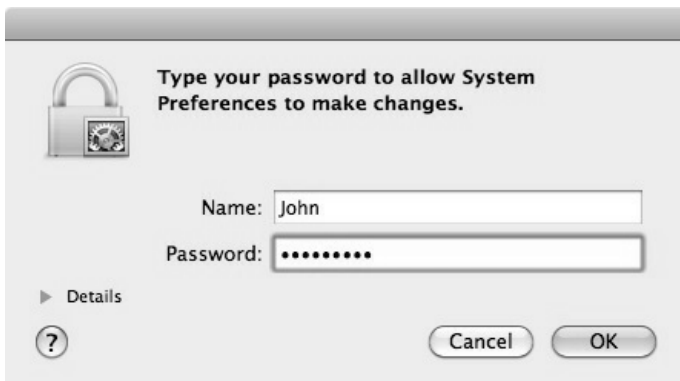 Type your password to allow System
Preferences to make changes.
Name: John
Password: •••••••••
Details
?
Cancel OK